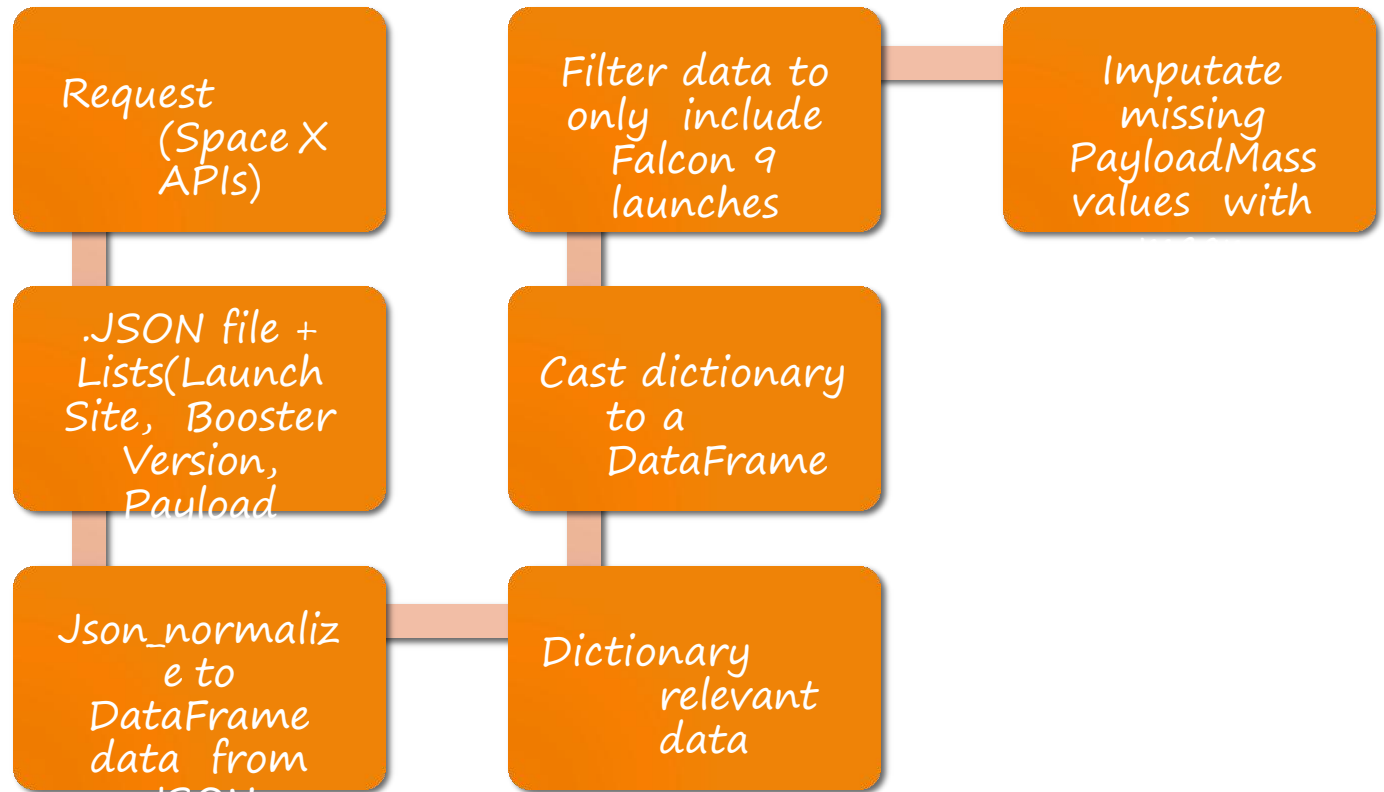 Request
(Space X
APIs)
.JSON file +
Lists(Launch
Site, Booster
Version,
Payload
Json_normaliz
e to
DataFrame
data from
JSON
Dictionary
relevant
data
Cast dictionary
to a
DataFrame
Filter data to
only include
Falcon 9
launches
Imputate
missing
PayloadMass
values with